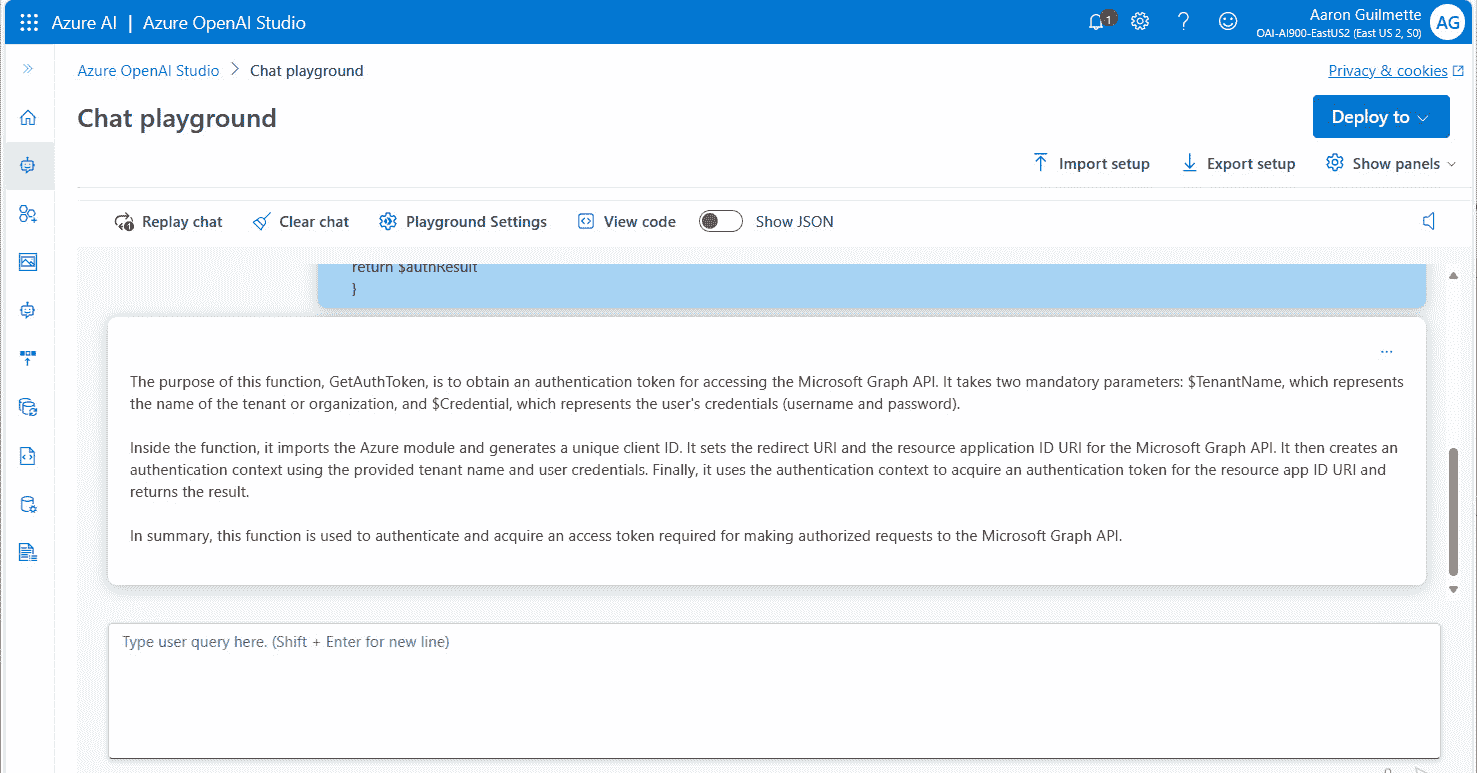 Azure AI | Azure OpenAI Studio
1
Aaron Guilmette
OAI-AI900-EastUS2 (East US 2, S0)
AG
Azure OpenAI Studio > Chat playground
Privacy & cookies
Chat playground
Deploy to
Import setup
Export setup
Show panels
Replay chat
Clear chat
Playground Settings
View code
Show JSON
return $authResult
}
...
The purpose of this function, GetAuthToken, is to obtain an authentication token for accessing the Microsoft Graph API. It takes two mandatory parameters: $TenantName, which represents
the name of the tenant or organization, and $Credential, which represents the user's credentials (username and password).
Inside the function, it imports the Azure module and generates a unique client ID. It sets the redirect URI and the resource application ID URI for the Microsoft Graph API. It then creates an
authentication context using the provided tenant name and user credentials. Finally, it uses the authentication context to acquire an authentication token for the resource app ID URI and
returns the result.
In summary, this function is used to authenticate and acquire an access token required for making authorized requests to the Microsoft Graph API.
Type user query here. (Shift + Enter for new line)